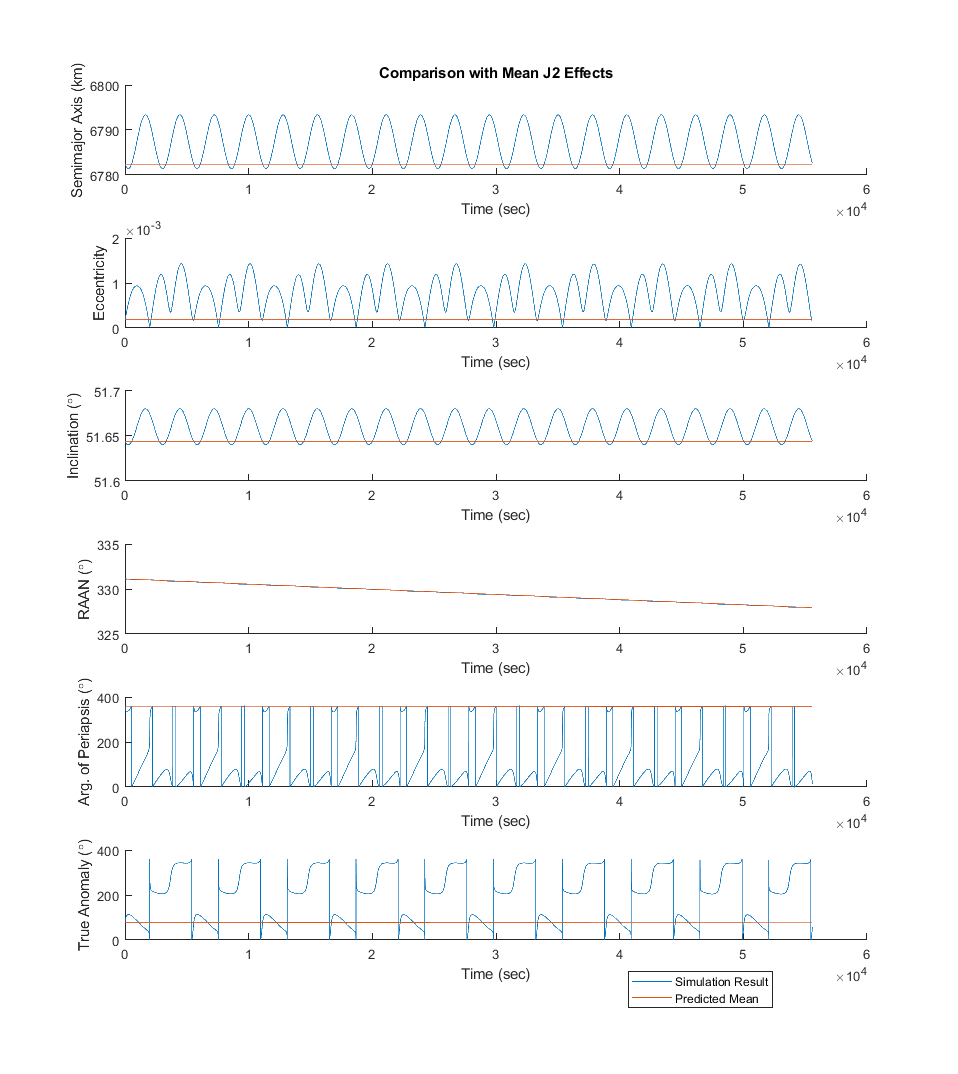 Comparison with Mean J2 Effects
Semimajor Axis (km)
6800
6790
6780
0 1 2 3 4 5 6
Time (sec)
×10^4
×10^-3
Eccentricity
2
1
0
0 1 2 3 4 5 6
Time (sec)
×10^4
Inclination (°)
51.7
51.65
51.6
0 1 2 3 4 5 6
Time (sec)
×10^4
RAAN (°)
335
330
325
0 1 2 3 4 5 6
Time (sec)
×10^4
Arg. of Periapsis (°)
400
200
0
0 1 2 3 4 5 6
Time (sec)
×10^4
True Anomaly (°)
400
200
0
0 1 2 3 4 5 6
Time (sec)
×10^4
Simulation Result
Predicted Mean